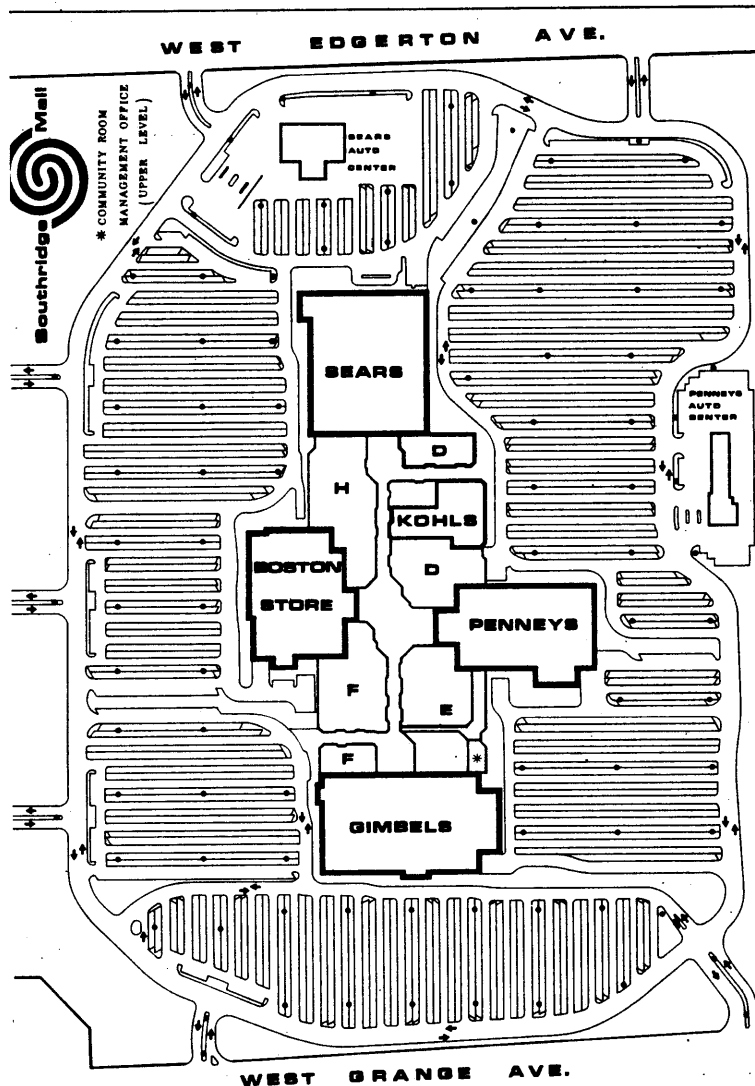 WEST EDGERTON AVE.
Southridge Mall
* COMMUNITY ROOM
MANAGEMENT OFFICE
(UPPER LEVEL)
SEARS
AUTO
CENTER
SEARS
PENNEYS
AUTO
CENTER
D
H
KOHLS
BOSTON
STORE
D
PENNEYS
F
E
F
*
GIMBELS
WEST GRANGE AVE.